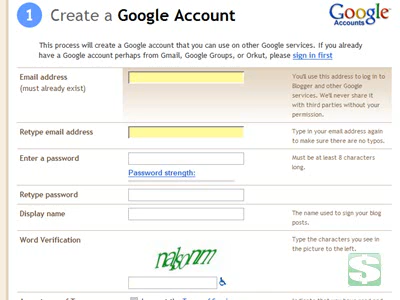 1 Create a Google Account
Google
Accounts
This process will create a Google account that you can use on other Google services. If you already
have a Google account perhaps from Gmail, Google Groups, or Orkut, please sign in first
Email address
(must already exist)
You'll use this address to log in to
Blogger and other Google
services. We'll never share it
with third parties without your
permission.
Retype email address
Type in your email address again
to make sure there are no typos.
Enter a password
Must be at least 8 characters
long.
Password strength:
Retype password
Display name
The name used to sign your blog
posts.
Word Verification
Type the characters you see in
the picture to the left.
S